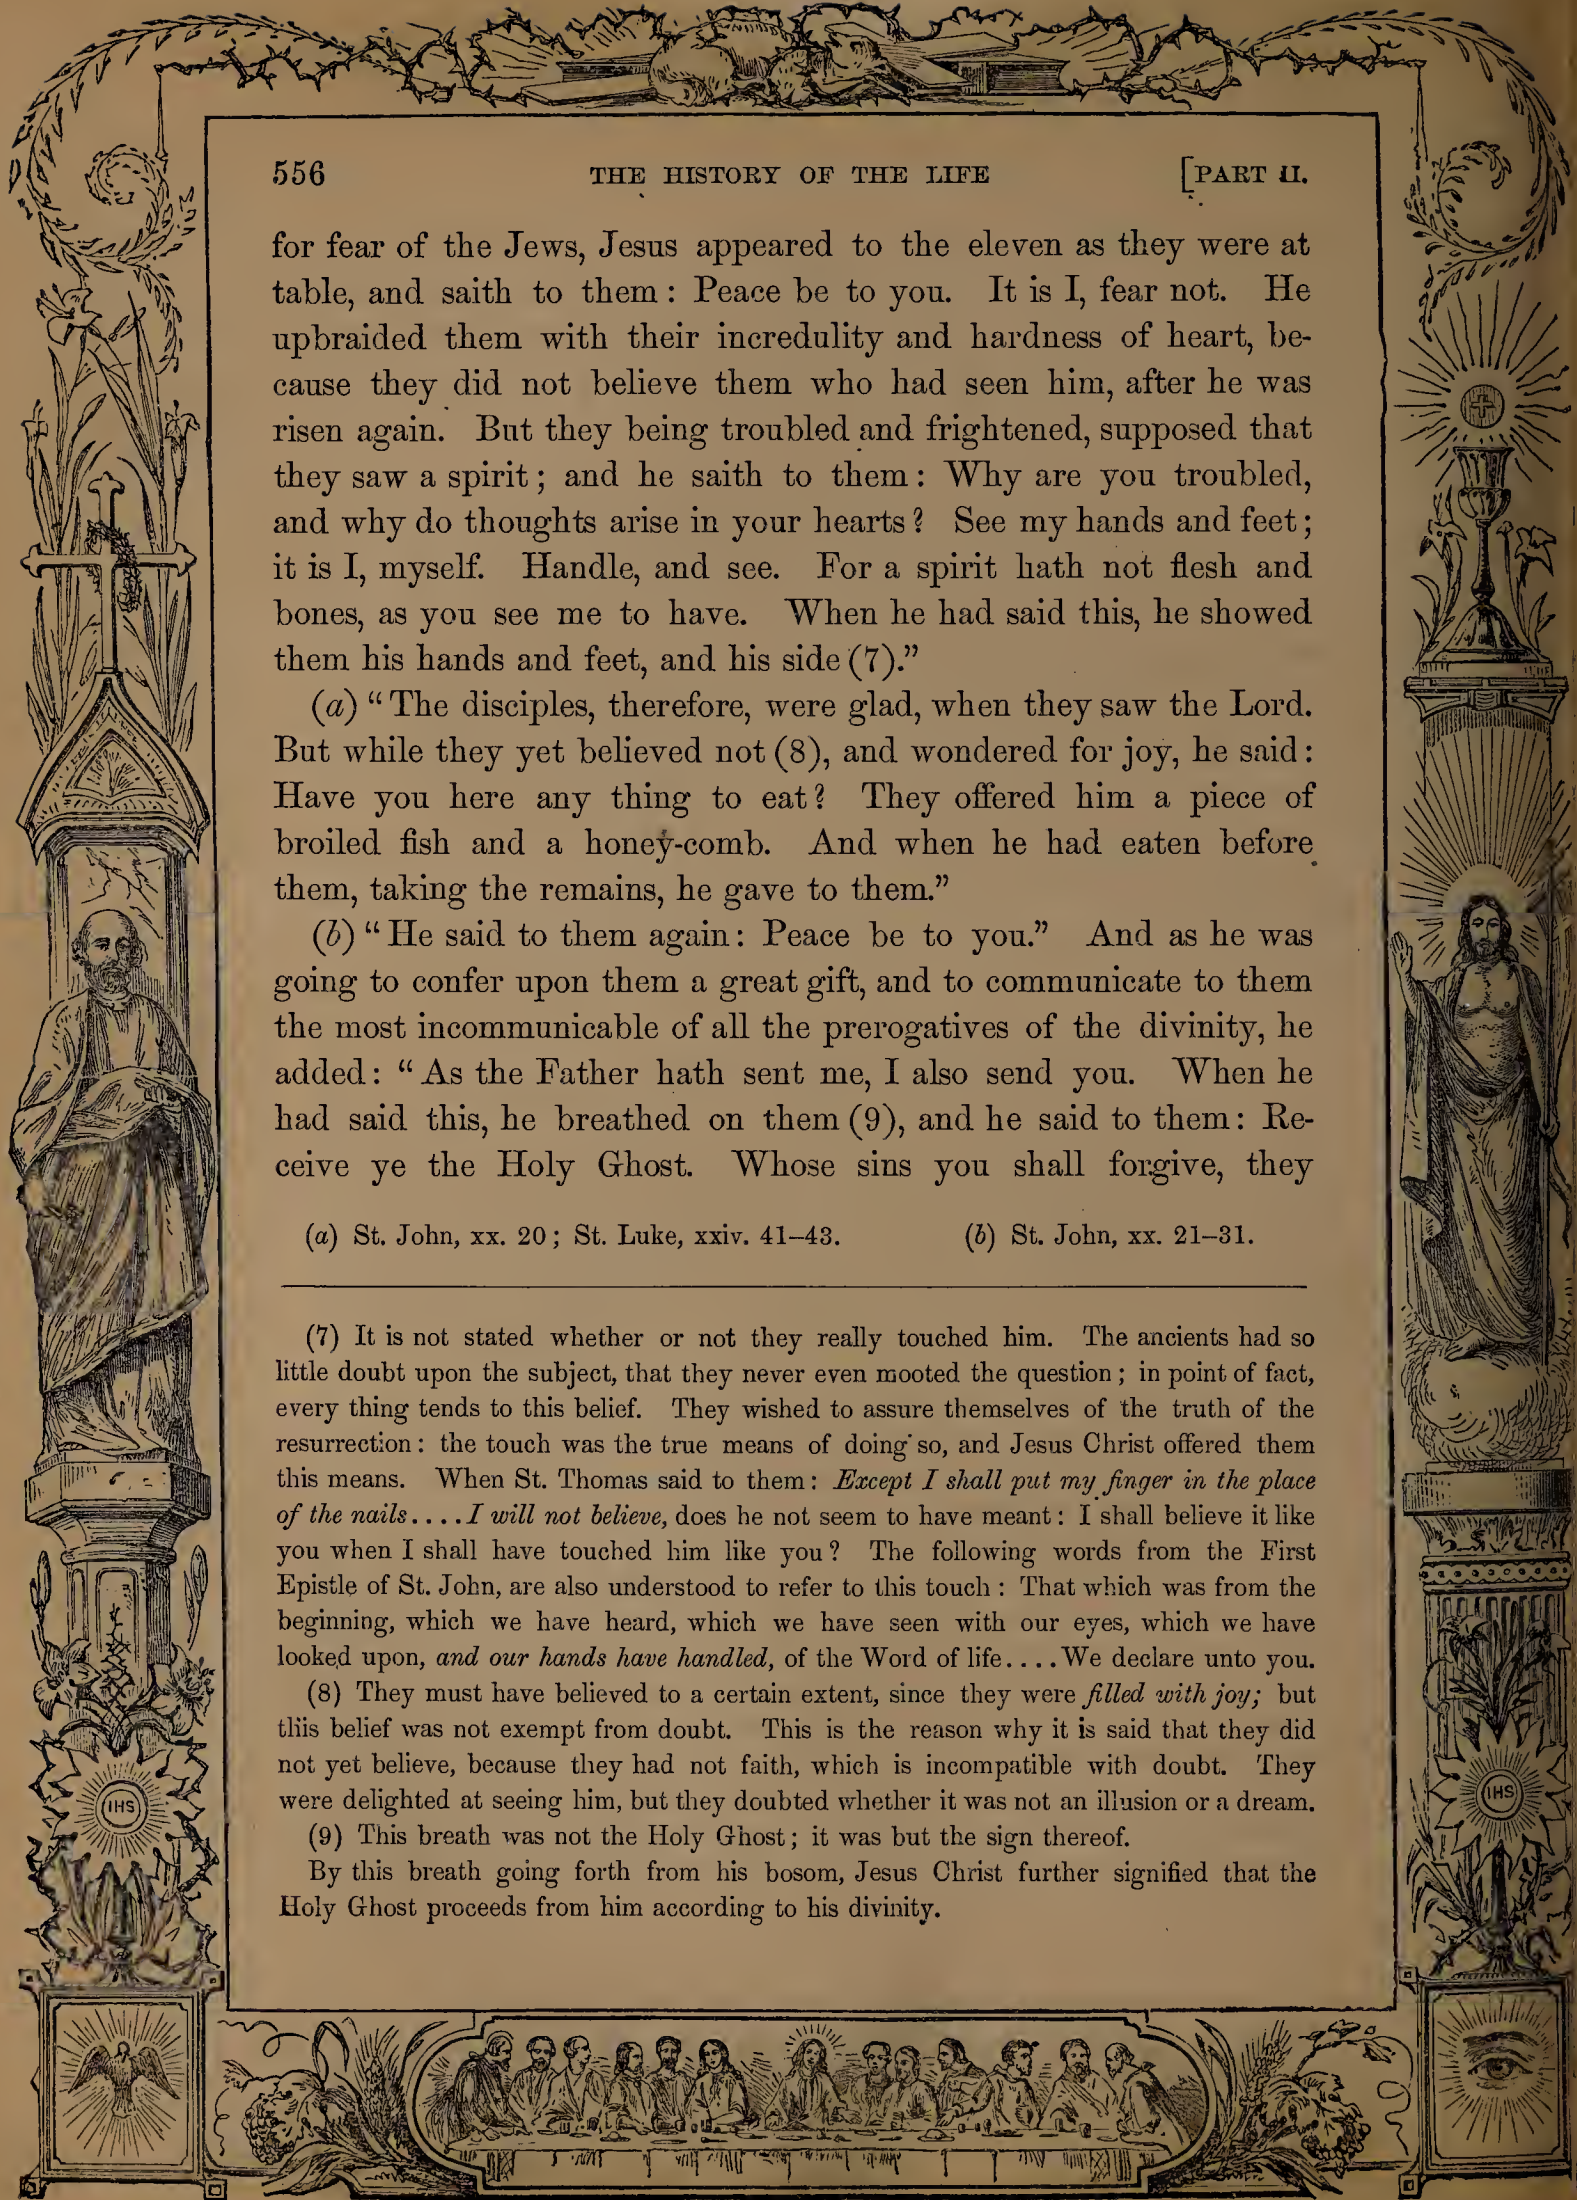 556 THE HISTORY OF THE LIFE [PART II.
for fear of the Jews, Jesus appeared to the eleven as they were at
table, and saith to them : Peace be to you. It is I, fear not. He
upbraided them with their incredulity and hardness of heart, be-
cause they did not believe them who had seen him, after he was
risen again. But they being troubled and frightened, supposed that
they saw a spirit ; and he saith to them : Why are you troubled,
and why do thoughts arise in your hearts ? See my hands and feet ;
it is I, myself. Handle, and see. For a spirit hath not flesh and
bones, as you see me to have. When he had said this, he showed
them his hands and feet, and his side (7).”
(a) “ The disciples, therefore, were glad, when they saw the Lord.
But while they yet believed not (8), and wondered for joy, he said :
Have you here any thing to eat ? They offered him a piece of
broiled fish and a honey-comb. And when he had eaten before
them, taking the remains, he gave to them.”
(b) “ He said to them again : Peace be to you.” And as he was
going to confer upon them a great gift, and to communicate to them
the most incommunicable of all the prerogatives of the divinity, he
added : “ As the Father hath sent me, I also send you. When he
had said this, he breathed on them (9), and he said to them : Re-
ceive ye the Holy Ghost. Whose sins you shall forgive, they
(a) St. John, xx. 20 ; St. Luke, xxiv. 41–43. (b) St. John, xx. 21–31.
(7) It is not stated whether or not they really touched him. The ancients had so
little doubt upon the subject, that they never even mooted the question ; in point of fact,
every thing tends to this belief. They wished to assure themselves of the truth of the
resurrection : the touch was the true means of doing so, and Jesus Christ offered them
this means. When St. Thomas said to them : Except I shall put my finger in the place
of the nails....I will not believe, does he not seem to have meant : I shall believe it like
you when I shall have touched him like you ? The following words from the First
Epistle of St. John, are also understood to refer to this touch : That which was from the
beginning, which we have heard, which we have seen with our eyes, which we have
looked upon, and our hands have handled, of the Word of life....We declare unto you.
(8) They must have believed to a certain extent, since they were filled with joy; but
this belief was not exempt from doubt. This is the reason why it is said that they did
not yet believe, because they had not faith, which is incompatible with doubt. They
were delighted at seeing him, but they doubted whether it was not an illusion or a dream.
(9) This breath was not the Holy Ghost ; it was but the sign thereof.
By this breath going forth from his bosom, Jesus Christ further signified that the
Holy Ghost proceeds from him according to his divinity.
IHS
IHS